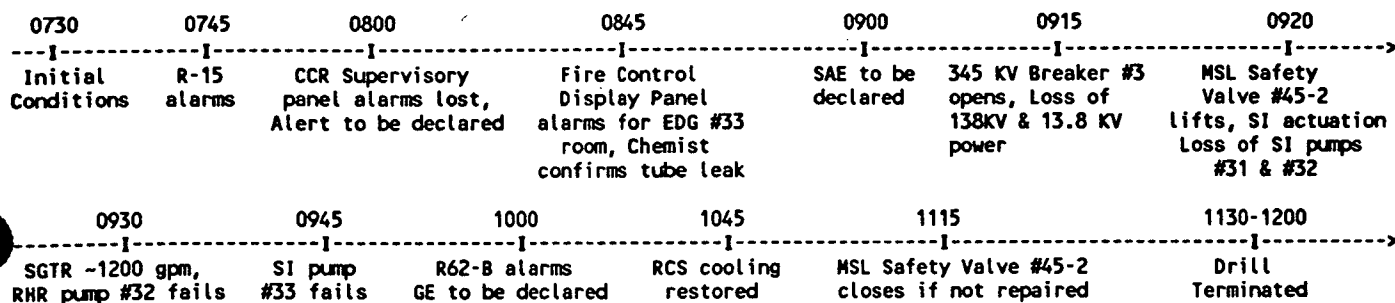 0730 0745 0800 0845 0900 0915 0920
---I----------I-----------I-----------------I----------------I------------I---------------I------->
Initial R-15 CCR Supervisory Fire Control SAE to be 345 KV Breaker #3 MSL Safety
Conditions alarms panel alarms lost, Display Panel declared opens, Loss of Valve #45-2
Alert to be declared alarms for EDG #33 138KV & 13.8 KV lifts, SI actuation
room, Chemist power Loss of SI pumps
confirms tube leak #31 & #32
0930 0945 1000 1045 1115 1130-1200
--------I-------------I-------------I--------------I--------------I---------------------I--------->
SGTR ~1200 gpm, SI pump R62-B alarms RCS cooling MSL Safety Valve #45-2 Drill
RHR pump #32 fails #33 fails GE to be declared restored closes if not repaired Terminated